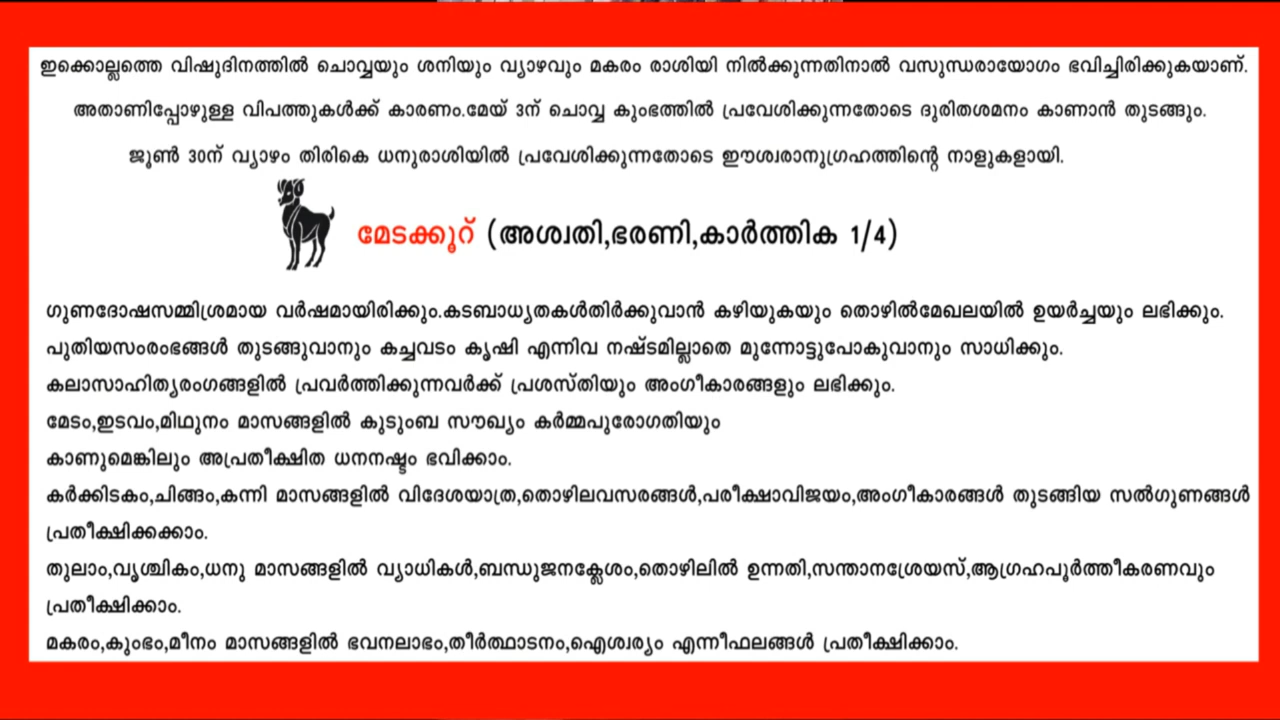 ഇക്കൊല്ലത്തെ വിഷുദിനത്തിൽ ചൊവ്വയും ശനിയും വ്യാഴവും മകരം രാശിയി നിൽക്കുന്നതിനാൽ വസുന്ധരായോഗം ഭവിച്ചിരിക്കുകയാണ്.
അതാണിപ്പോഴുള്ള വിപത്തുകൾക്ക് കാരണം.മേയ് 3ന് ചൊവ്വ കുംഭത്തിൽ പ്രവേശിക്കുന്നതോടെ ദുരിതശമനം കാണാൻ തുടങ്ങും.
ജൂൺ 30ന് വ്യാഴം തിരികെ ധനുരാശിയിൽ പ്രവേശിക്കുന്നതോടെ ഈശ്വരാനുഗ്രഹത്തിന്റെ നാളുകളായി.
മേടക്കൂറ് (അശ്വതി,ഭരണി,കാർത്തിക 1/4)
ഗുണദോഷസമ്മിശ്രമായ വർഷമായിരിക്കും.കടബാധ്യതകൾതിർക്കുവാൻ കഴിയുകയും തൊഴിൽമേഖലയിൽ ഉയർച്ചയും ലഭിക്കും.
പുതിയസംരംഭങ്ങൾ തുടങ്ങുവാനും കച്ചവടം കൃഷി എന്നിവ നഷ്ടമില്ലാതെ മുന്നോട്ടുപോകുവാനും സാധിക്കും.
കലാസാഹിത്യരംഗങ്ങളിൽ പ്രവർത്തിക്കുന്നവർക്ക് പ്രശസ്തിയും അംഗീകാരങ്ങളും ലഭിക്കും.
മേടം,ഇടവം,മിഥുനം മാസങ്ങളിൽ കുടുംബ സൗഖ്യം കർമ്മപുരോഗതിയും
കാണുമെങ്കിലും അപ്രതീക്ഷിത ധനനഷ്ടം ഭവിക്കാം.
കർക്കിടകം,ചിങ്ങം,കന്നി മാസങ്ങളിൽ വിദേശയാത്ര,തൊഴിലവസരങ്ങൾ,പരീക്ഷാവിജയം,അംഗീകാരങ്ങൾ തുടങ്ങിയ സൽഗുണങ്ങൾ
പ്രതീക്ഷിക്കക്കാം.
തുലാം,വൃശ്ചികം,ധനു മാസങ്ങളിൽ വ്യാധികൾ,ബന്ധുജനക്ലേശം,തൊഴിലിൽ ഉന്നതി,സന്താനശ്രേയസ്,ആഗ്രഹപൂർത്തീകരണവും
പ്രതീക്ഷിക്കാം.
മകരം,കുംഭം,മീനം മാസങ്ങളിൽ ഭവനലാഭം,തീർത്ഥാടനം,ഐശ്വര്യം എന്നീഫലങ്ങൾ പ്രതീക്ഷിക്കാം.